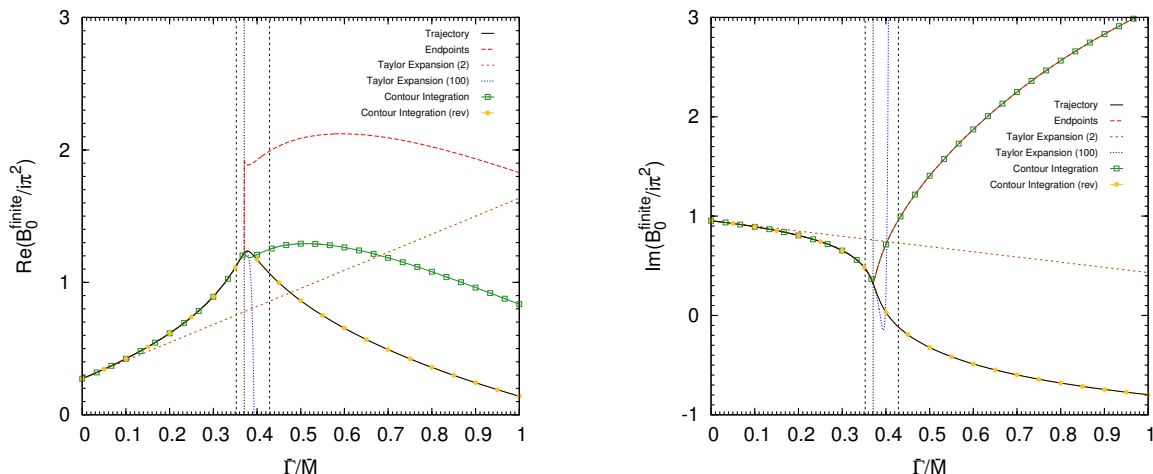 Re(B₀^finite/iπ²)
3
2
1
0
Trajectory
Endpoints
Taylor Expansion (2)
Taylor Expansion (100)
Contour Integration
Contour Integration (rev)
0 0.1 0.2 0.3 0.4 0.5 0.6 0.7 0.8 0.9 1
Γ̄/M̄
Im(B₀^finite/iπ²)
3
2
1
0
-1
Trajectory
Endpoints
Taylor Expansion (2)
Taylor Expansion (100)
Contour Integration
Contour Integration (rev)
0 0.1 0.2 0.3 0.4 0.5 0.6 0.7 0.8 0.9 1
Γ̄/M̄